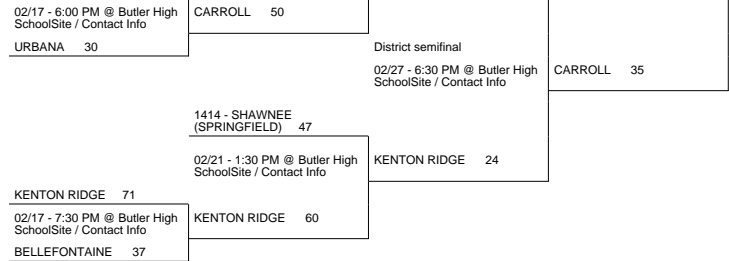 02/17 - 6:00 PM @ Butler High
SchoolSite / Contact Info
CARROLL 50
URBANA 30
District semifinal
02/27 - 6:30 PM @ Butler High
SchoolSite / Contact Info
CARROLL 35
1414 - SHAWNEE
(SPRINGFIELD) 47
02/21 - 1:30 PM @ Butler High
SchoolSite / Contact Info
KENTON RIDGE 24
KENTON RIDGE 71
02/17 - 7:30 PM @ Butler High
SchoolSite / Contact Info
KENTON RIDGE 60
BELLEFONTAINE 37